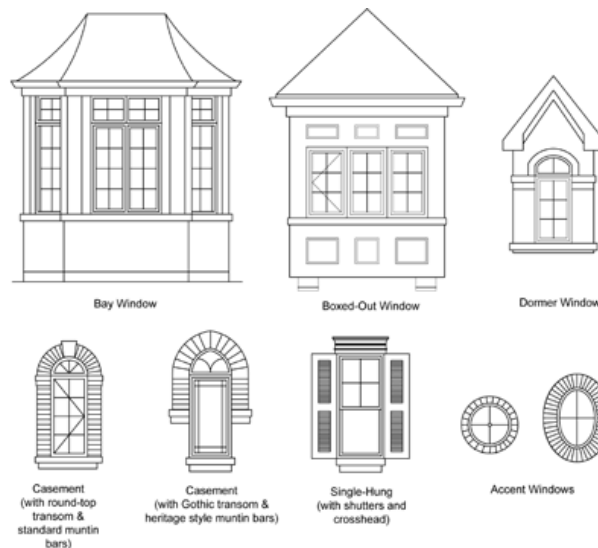 Bay Window
Boxed-Out Window
Dormer Window
Casement
(with round-top
transom &
standard muntin
bars)
Casement
(with Gothic transom &
heritage style muntin bars)
Single-Hung
(with shutters and
crosshead)
Accent Windows